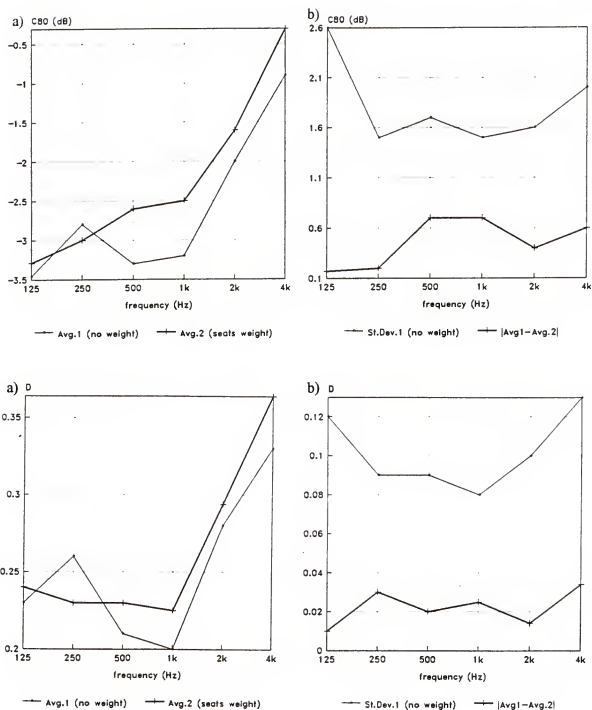 a) C80 (dB)
-0.5
-1
-1.5
-2
-2.5
-3
-3.5
125 250 500 1k 2k 4k
frequency (Hz)
Avg.1 (no weight) Avg.2 (seats weight)
b) C80 (dB)
2.6
2.1
1.6
1.1
0.6
0.1
125 250 500 1k 2k 4k
frequency (Hz)
St.Dev.1 (no weight) |Avg1-Avg.2|
a) D
0.35
0.3
0.25
0.2
125 250 500 1k 2k 4k
frequency (Hz)
Avg.1 (no weight) Avg.2 (seats weight)
b) D
0.12
0.1
0.08
0.06
0.04
0.02
0
125 250 500 1k 2k 4k
frequency (Hz)
St.Dev.1 (no weight) |Avg1-Avg.2|